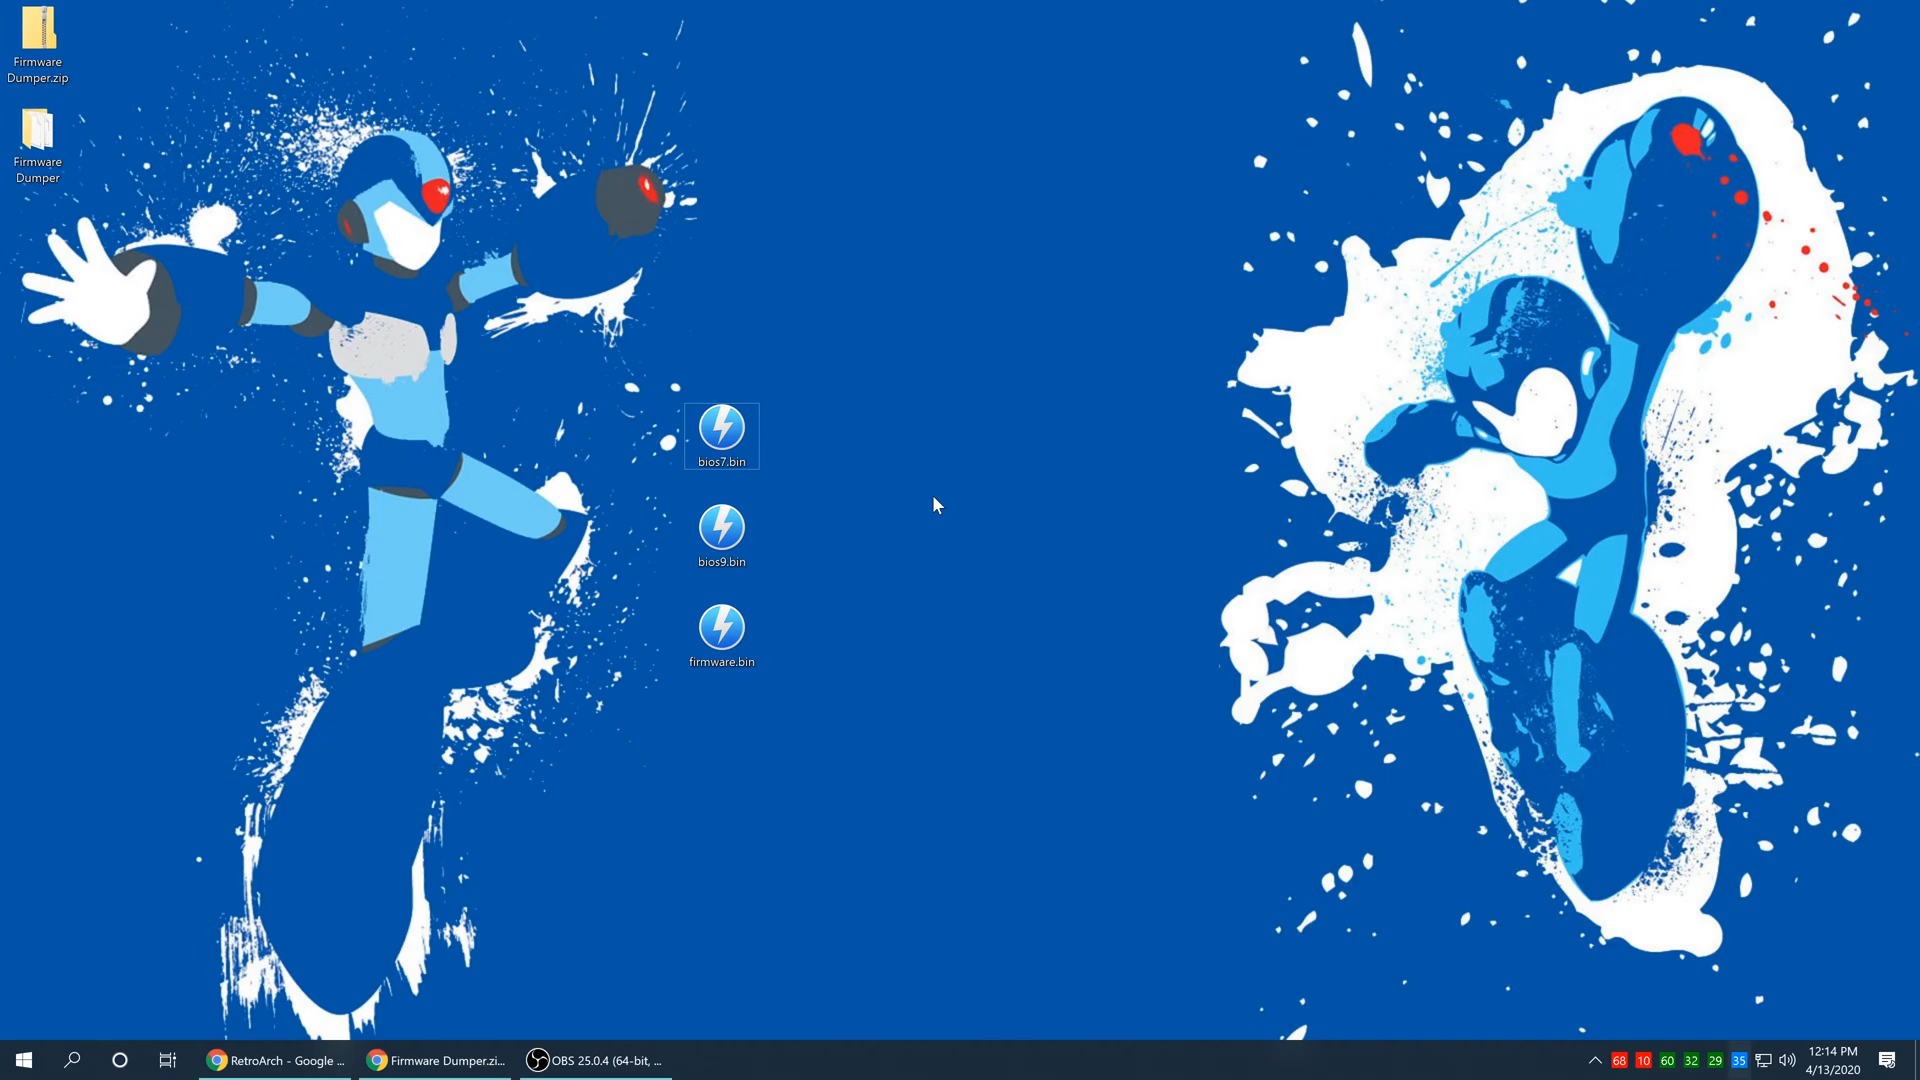 Firmware
Dumper.zip
Firmware
Dumper
bios7.bin
bios9.bin
firmware.bin
RetroArch - Google ...
Firmware Dumper.zi...
OBS 25.0.4 (64-bit, ...
68 10 60 32 29 35
12:14 PM
4/13/2020